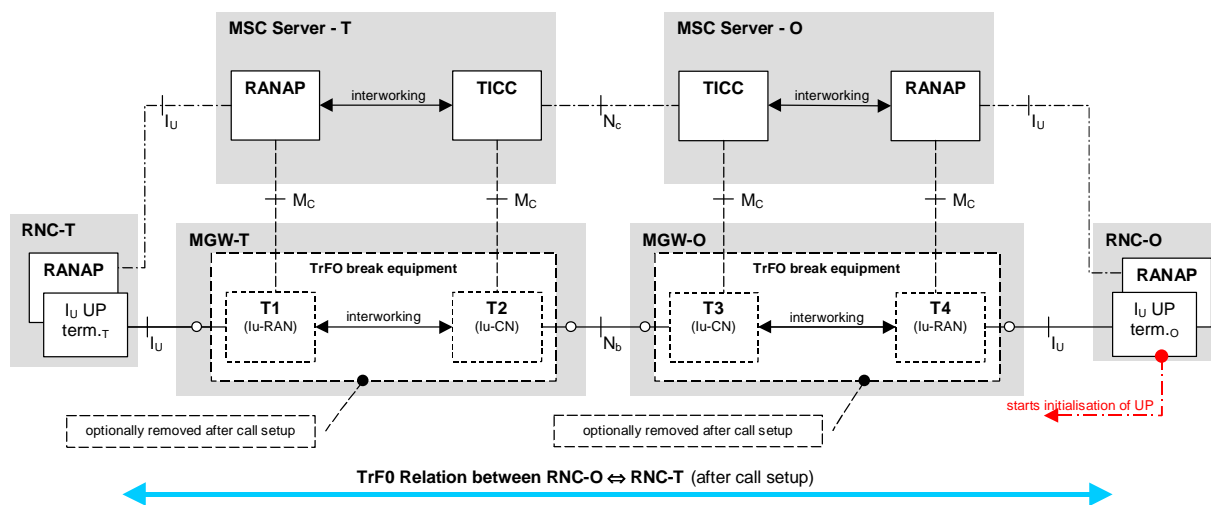 MSC Server - T
MSC Server - O
RANAP
interworking
TICC
TICC
interworking
RANAP
IU
NC
IU
MC
MC
MC
MC
RNC-T
MGW-T
MGW-O
RNC-O
RANAP
TrFO break equipment
TrFO break equipment
RANAP
IU UP
term.T
T1
(Iu-RAN)
interworking
T2
(Iu-CN)
T3
(Iu-CN)
interworking
T4
(Iu-RAN)
IU UP
term.O
IU
Nb
IU
starts initialisation of UP
optionally removed after call setup
optionally removed after call setup
TrF0 Relation between RNC-O ⇔ RNC-T (after call setup)